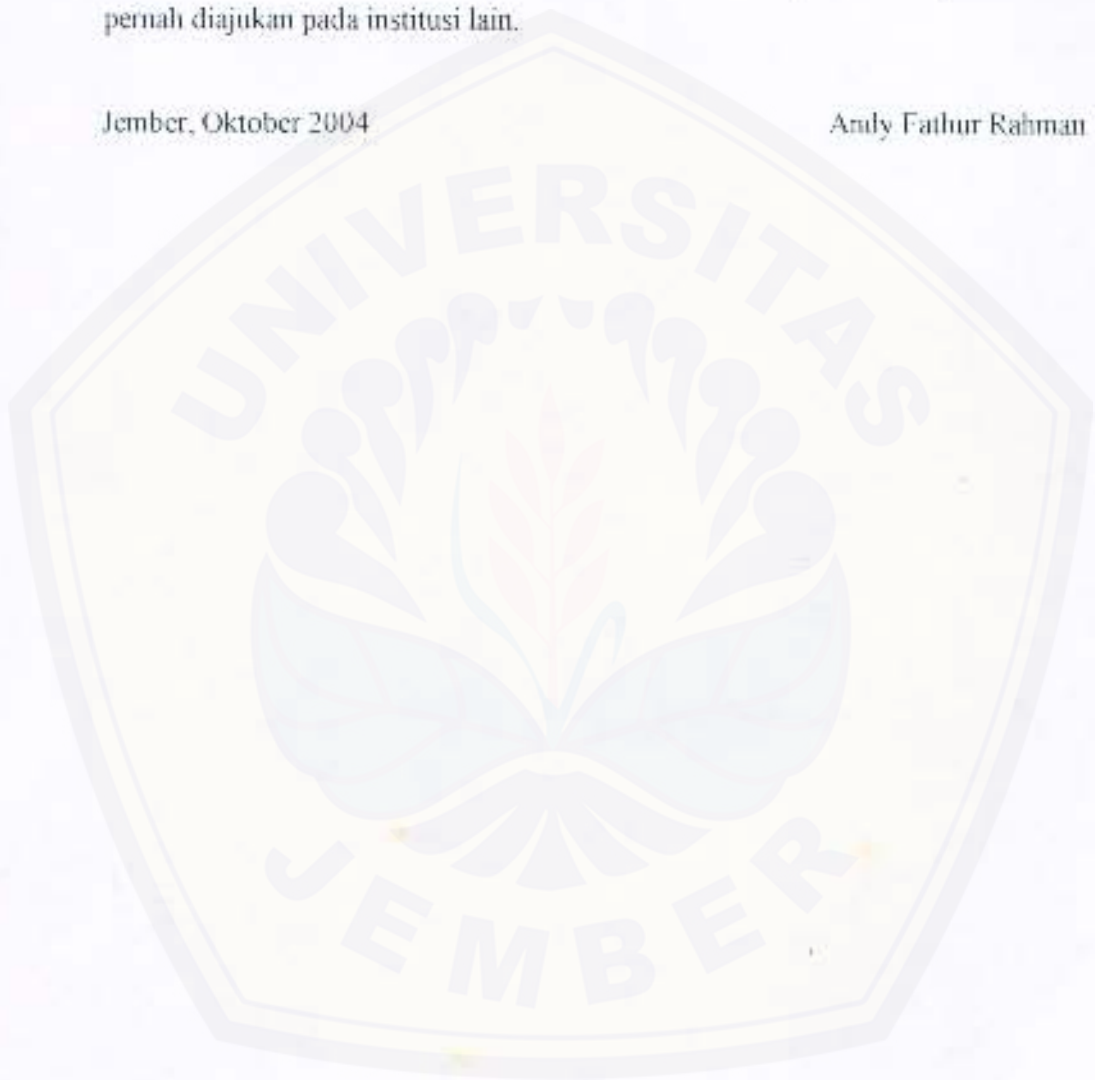 pernah diajukan pada institusi lain.
Jember, Oktober 2004 Andy Fathur Rahman
UNIVERSITAS
JEMBER